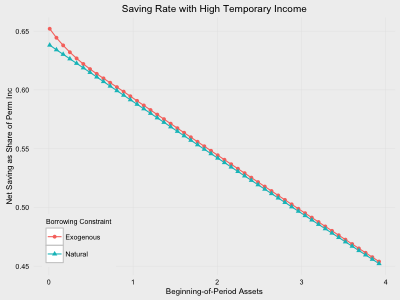 Saving Rate with High Temporary Income
Net Saving as Share of Perm Inc
0.65
0.60
0.55
0.50
0.45
Borrowing Constraint
Exogenous
Natural
0 1 2 3 4
Beginning-of-Period Assets